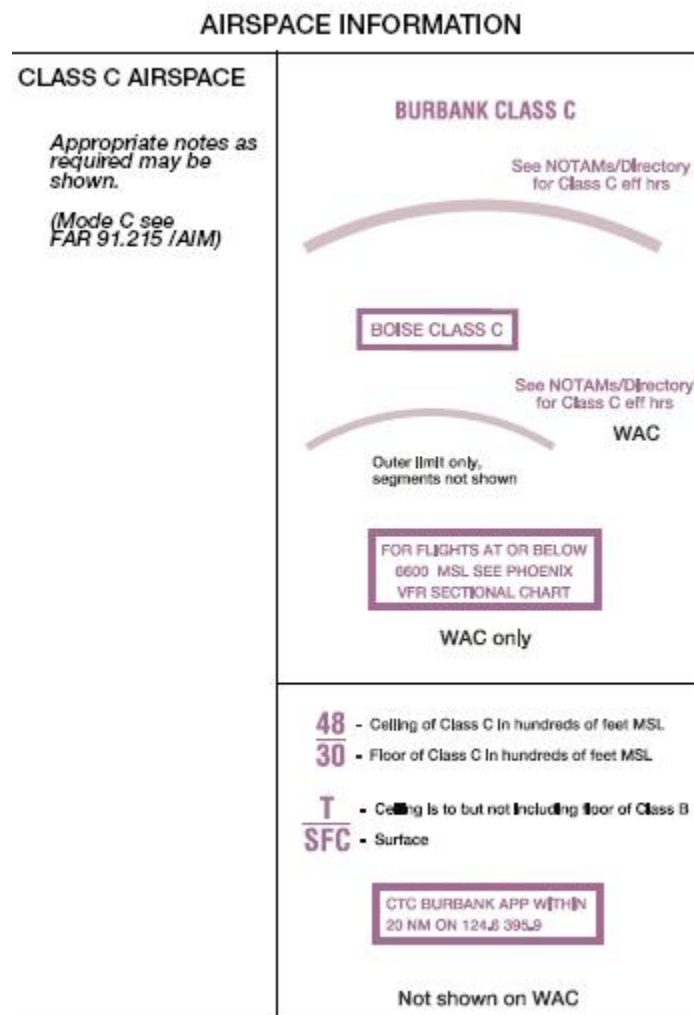 AIRSPACE INFORMATION
CLASS C AIRSPACE
Appropriate notes as
required may be
shown.
(Mode C see
FAR 91.215 /AIM)
BURBANK CLASS C
See NOTAMs/Directory
for Class C eff hrs
BOISE CLASS C
See NOTAMs/Directory
for Class C eff hrs
WAC
Outer limit only,
segments not shown
FOR FLIGHTS AT OR BELOW
6600 MSL SEE PHOENIX
VFR SECTIONAL CHART
WAC only
48 - Ceiling of Class C in hundreds of feet MSL
30 - Floor of Class C in hundreds of feet MSL
T - Ceiling is to but not including floor of Class B
SFC - Surface
CTC BURBANK APP WITHIN
20 NM ON 124.6 395.9
Not shown on WAC